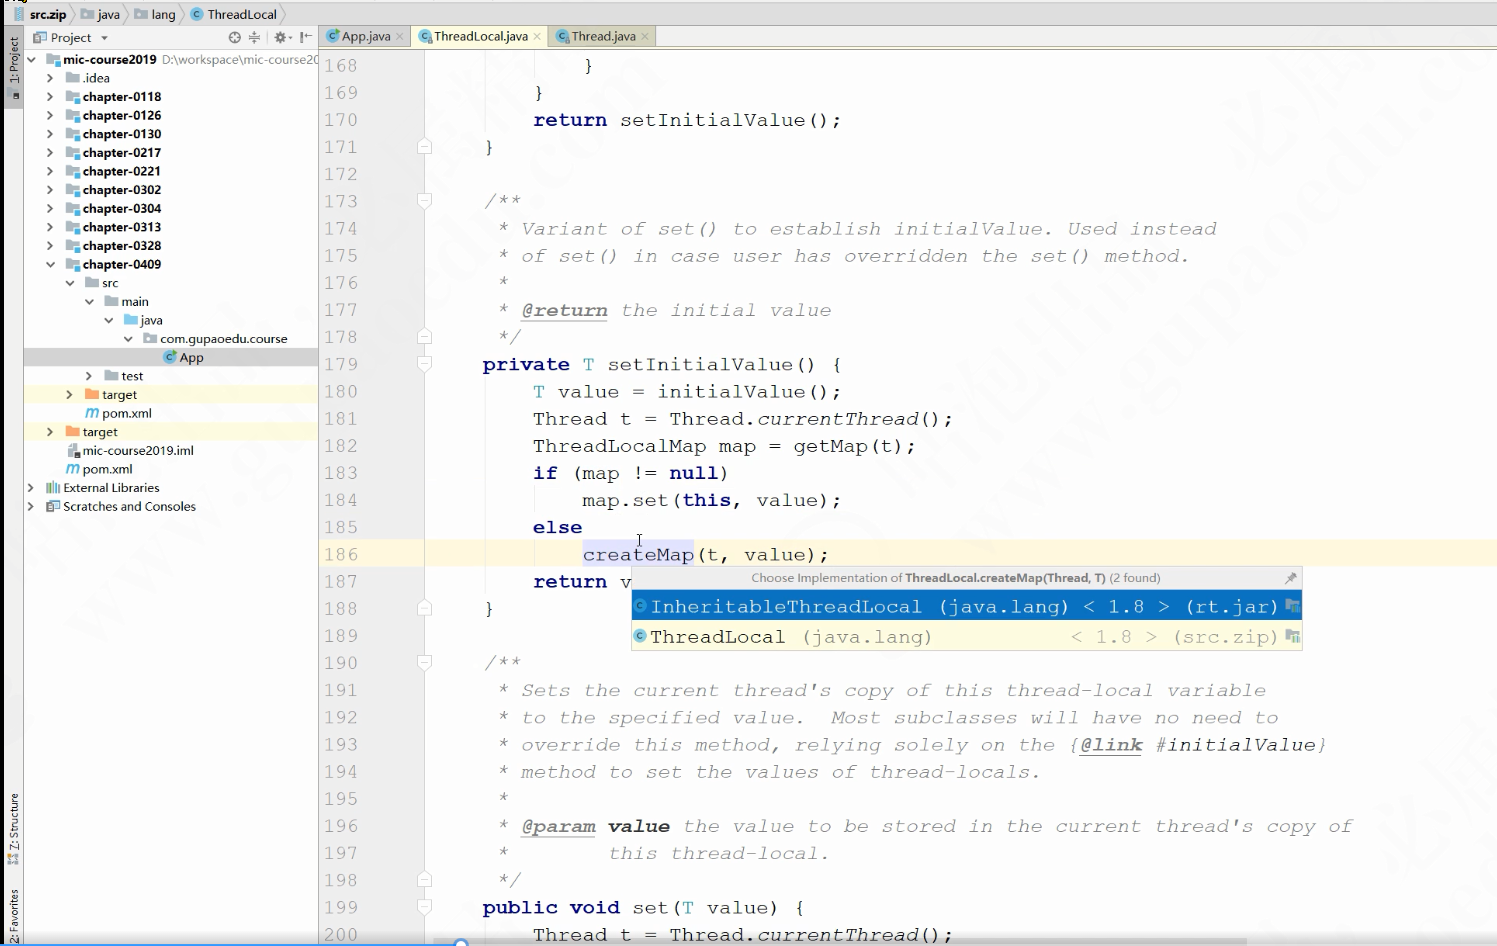 src.zip java lang ThreadLocal
Project
App.java ThreadLocal.java Thread.java
1: Project
mic-course2019 D:\workspace\mic-course20
.idea
chapter-0118
chapter-0126
chapter-0130
chapter-0217
chapter-0221
chapter-0302
chapter-0304
chapter-0313
chapter-0328
chapter-0409
src
main
java
com.gupaoedu.course
App
test
target
pom.xml
target
mic-course2019.iml
pom.xml
External Libraries
Scratches and Consoles
Z: Structure
2: Favorites
168 }
169 }
170 return setInitialValue();
171 }
172
173 /**
174 * Variant of set() to establish initialValue. Used instead
175 * of set() in case user has overridden the set() method.
176 *
177 * @return the initial value
178 */
179 private T setInitialValue() {
180 T value = initialValue();
181 Thread t = Thread.currentThread();
182 ThreadLocalMap map = getMap(t);
183 if (map != null)
184 map.set(this, value);
185 else
186 createMap(t, value);
187 return v
Choose Implementation of ThreadLocal.createMap(Thread, T) (2 found)
InheritableThreadLocal (java.lang) < 1.8 > (rt.jar)
ThreadLocal (java.lang) < 1.8 > (src.zip)
188 }
189
190 /**
191 * Sets the current thread's copy of this thread-local variable
192 * to the specified value. Most subclasses will have no need to
193 * override this method, relying solely on the {@link #initialValue}
194 * method to set the values of thread-locals.
195 *
196 * @param value the value to be stored in the current thread's copy of
197 * this thread-local.
198 */
199 public void set(T value) {
200 Thread t = Thread.currentThread();